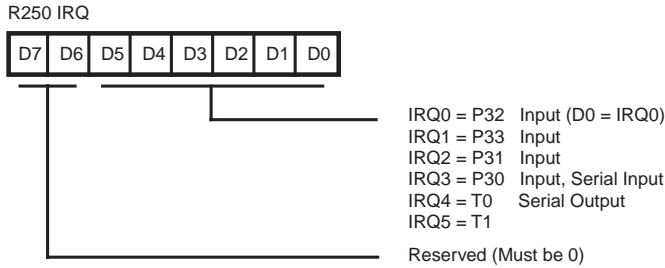 R250 IRQ
D7 D6 D5 D4 D3 D2 D1 D0
IRQ0 = P32 Input (D0 = IRQ0)
IRQ1 = P33 Input
IRQ2 = P31 Input
IRQ3 = P30 Input, Serial Input
IRQ4 = T0 Serial Output
IRQ5 = T1
Reserved (Must be 0)